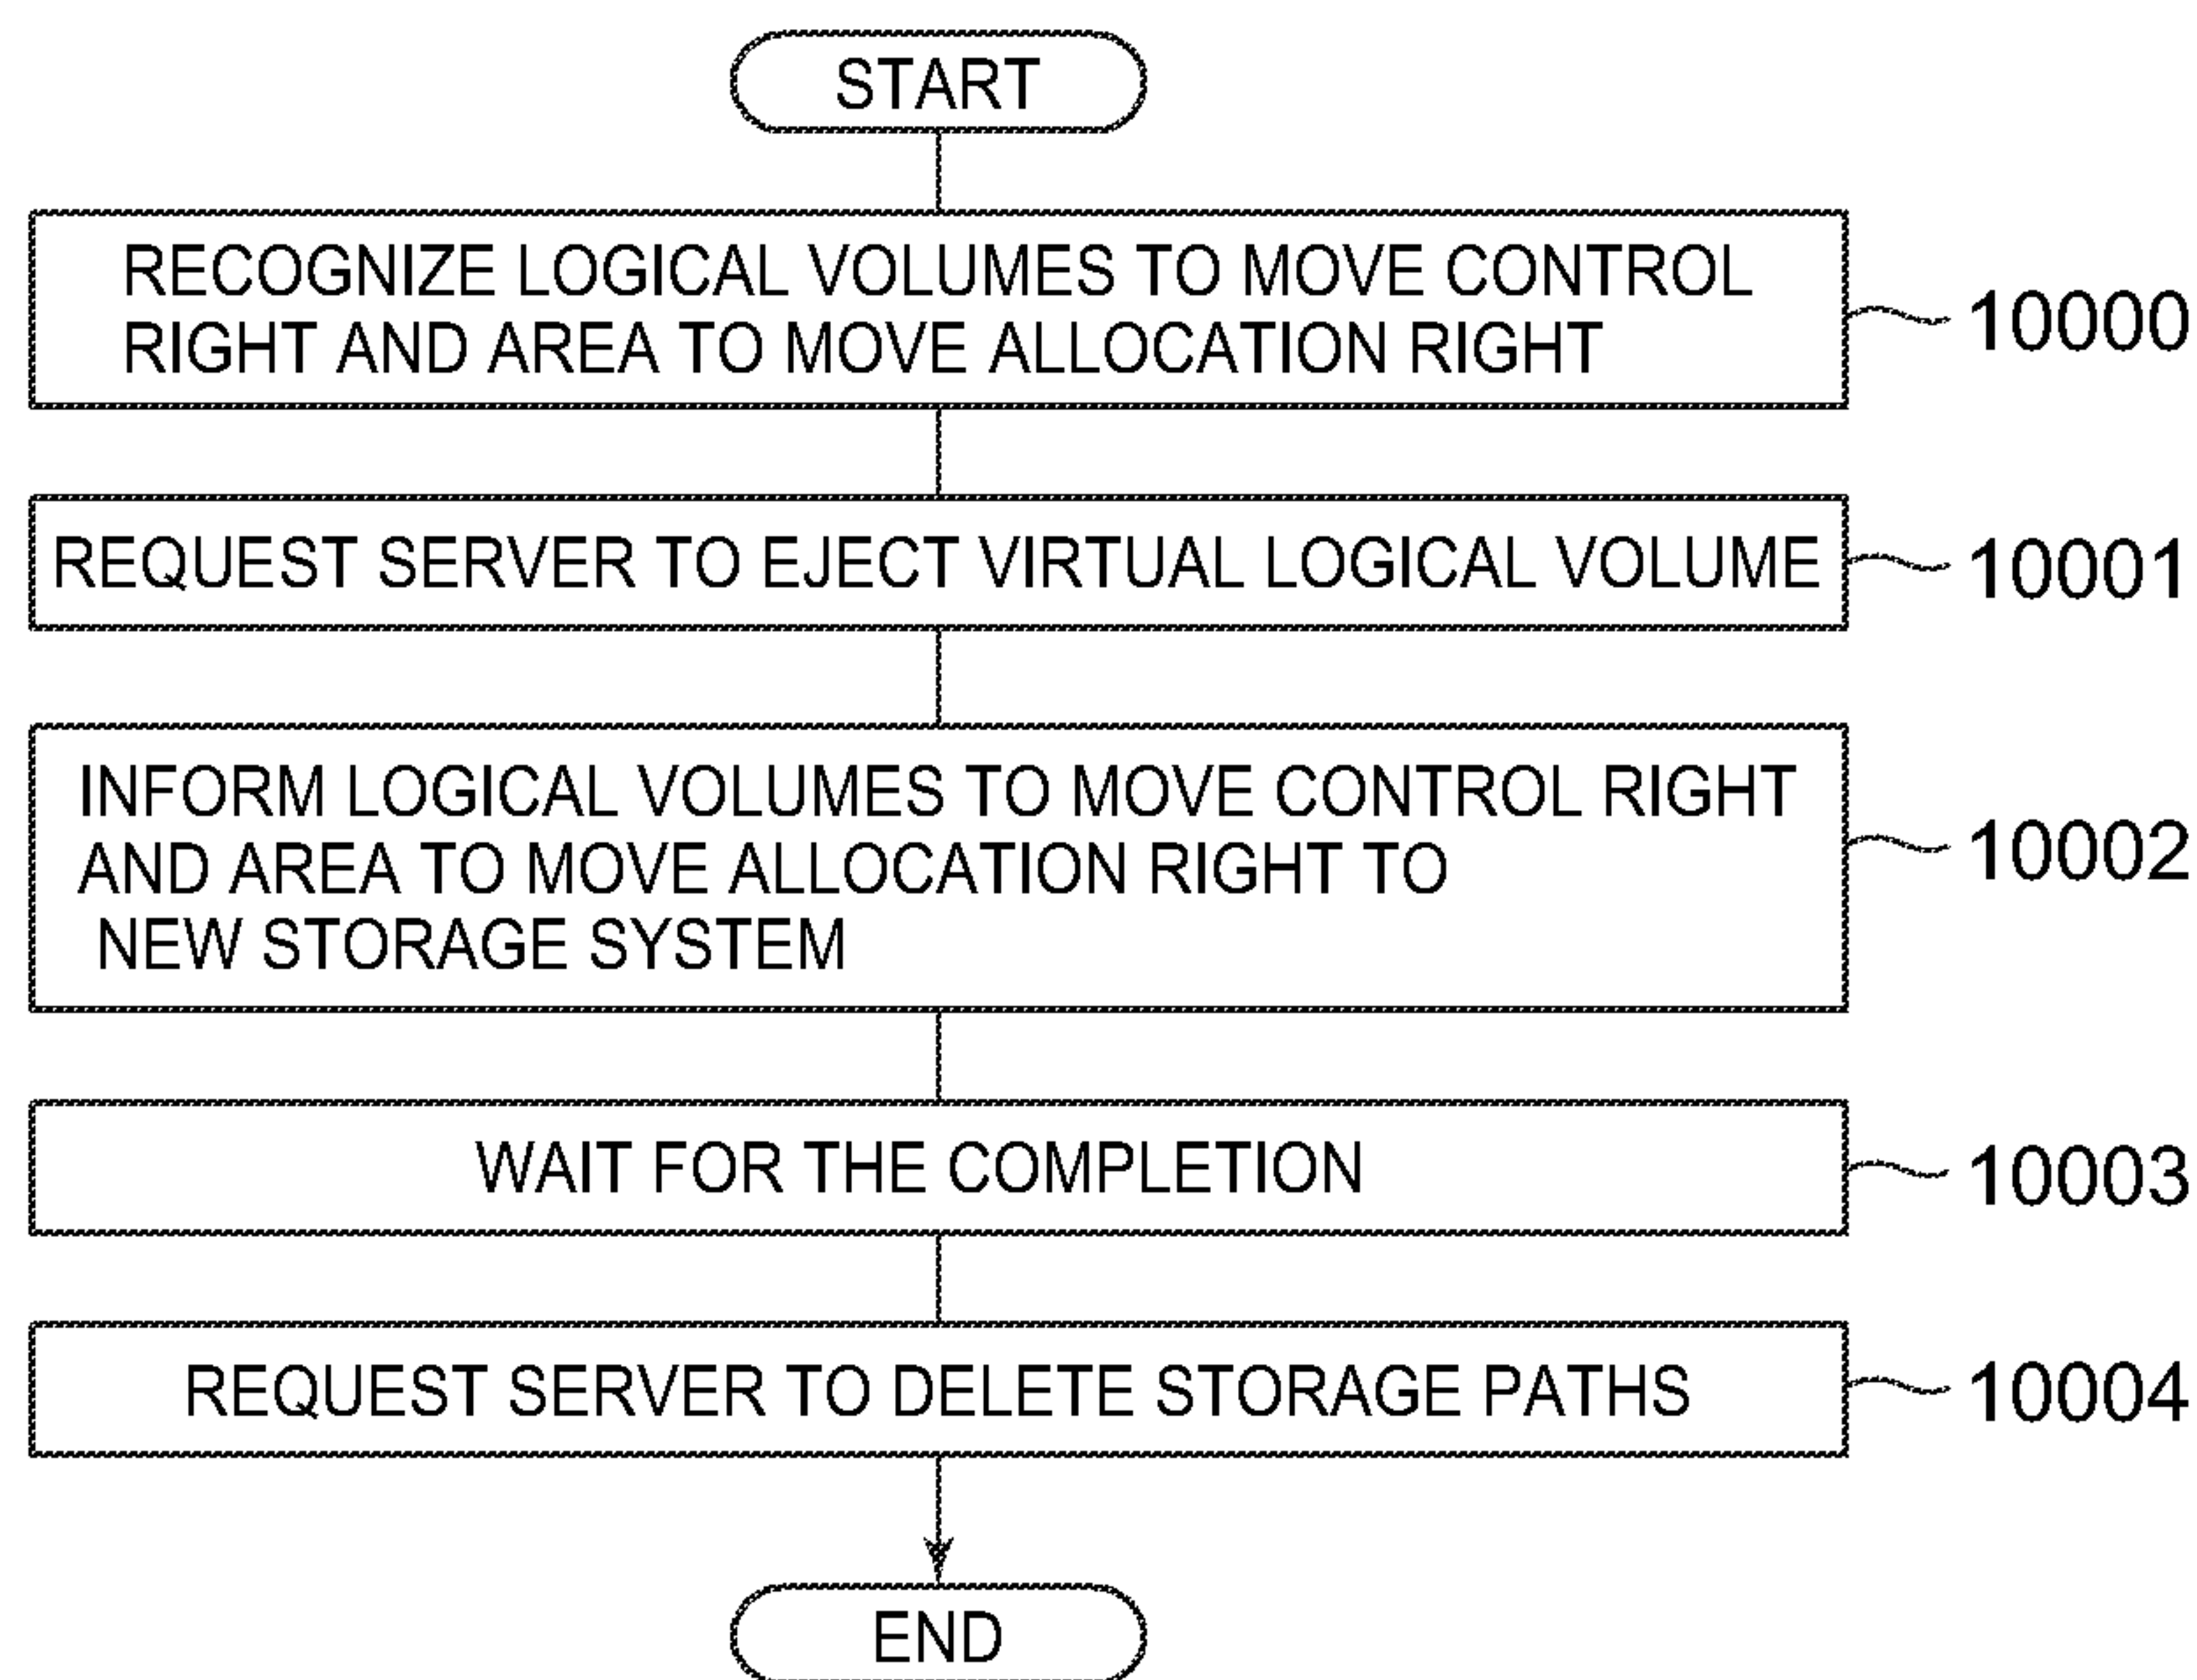 START
RECOGNIZE LOGICAL VOLUMES TO MOVE CONTROL
RIGHT AND AREA TO MOVE ALLOCATION RIGHT
10000
REQUEST SERVER TO EJECT VIRTUAL LOGICAL VOLUME
10001
INFORM LOGICAL VOLUMES TO MOVE CONTROL RIGHT
AND AREA TO MOVE ALLOCATION RIGHT TO
NEW STORAGE SYSTEM
10002
WAIT FOR THE COMPLETION
10003
REQUEST SERVER TO DELETE STORAGE PATHS
10004
END